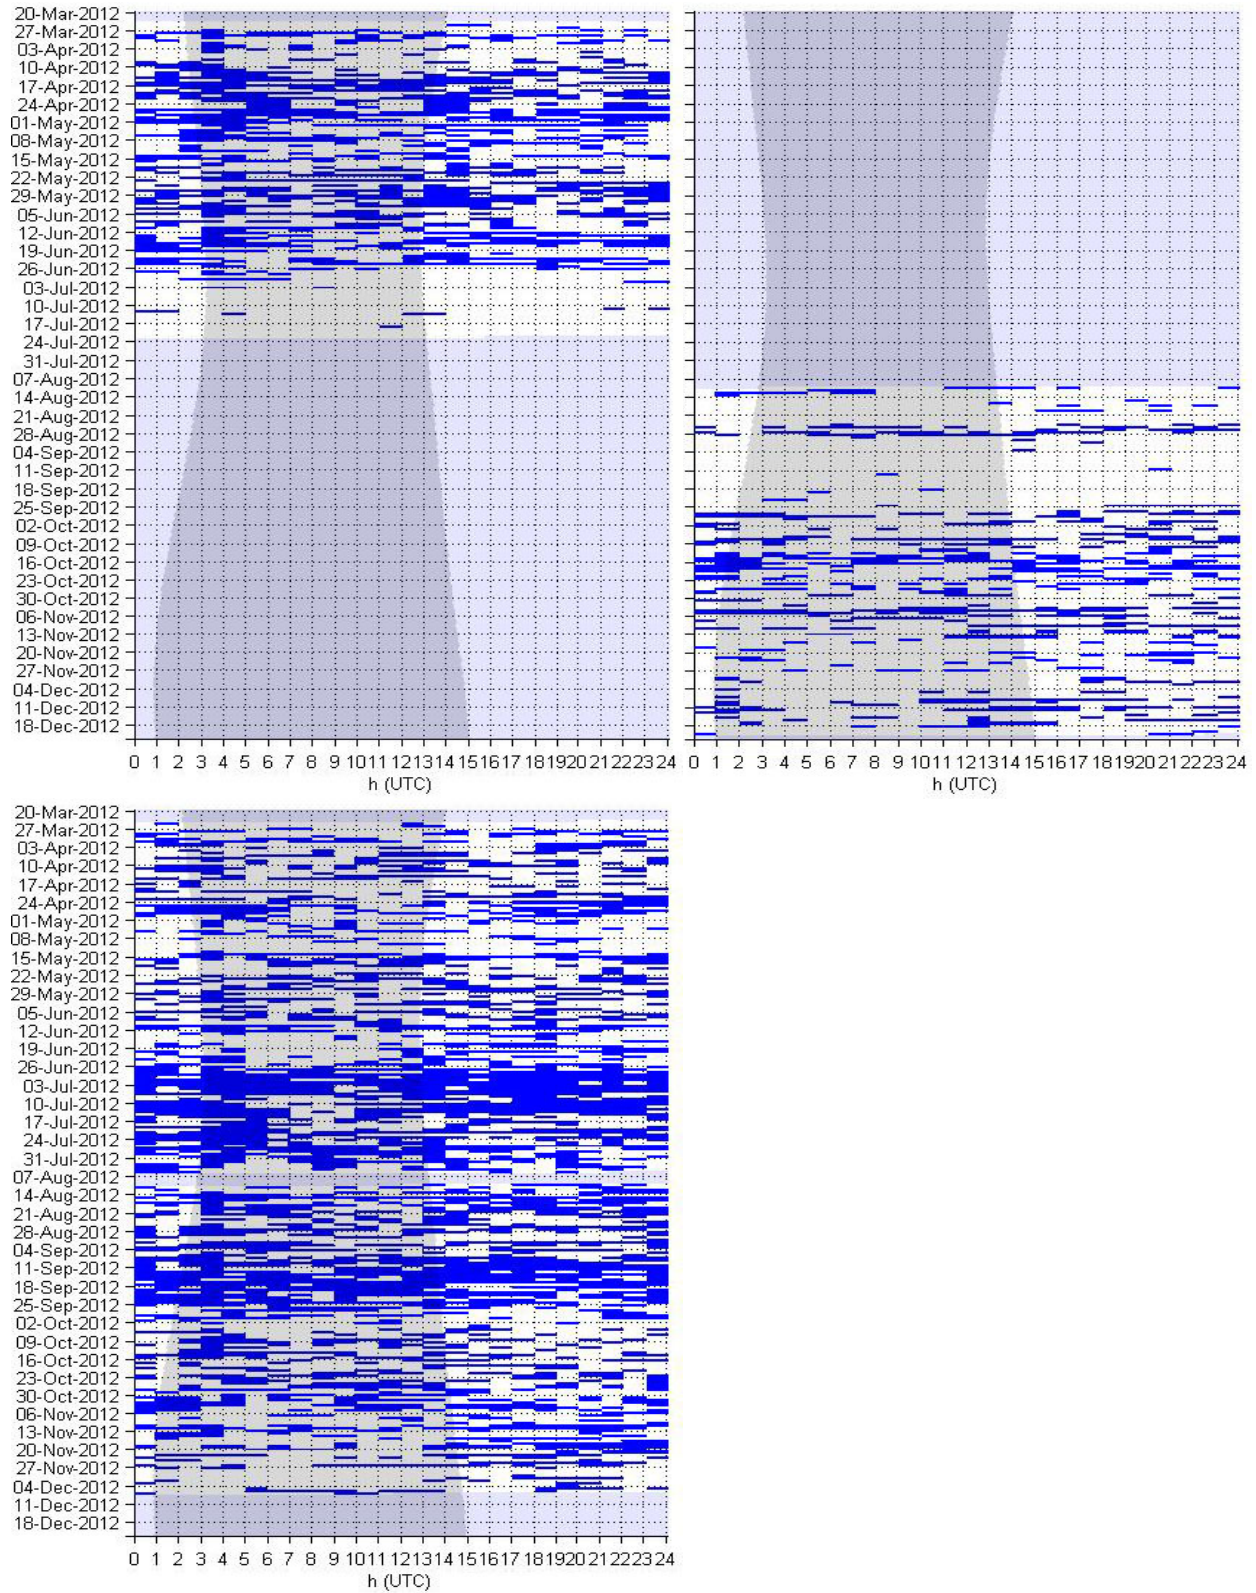 20-Mar-2012
27-Mar-2012
03-Apr-2012
10-Apr-2012
17-Apr-2012
24-Apr-2012
01-May-2012
08-May-2012
15-May-2012
22-May-2012
29-May-2012
05-Jun-2012
12-Jun-2012
19-Jun-2012
26-Jun-2012
03-Jul-2012
10-Jul-2012
17-Jul-2012
24-Jul-2012
31-Jul-2012
07-Aug-2012
14-Aug-2012
21-Aug-2012
28-Aug-2012
04-Sep-2012
11-Sep-2012
18-Sep-2012
25-Sep-2012
02-Oct-2012
09-Oct-2012
16-Oct-2012
23-Oct-2012
30-Oct-2012
06-Nov-2012
13-Nov-2012
20-Nov-2012
27-Nov-2012
04-Dec-2012
11-Dec-2012
18-Dec-2012
0 1 2 3 4 5 6 7 8 9 10 11 12 13 14 15 16 17 18 19 20 21 22 23 24
h (UTC)
0 1 2 3 4 5 6 7 8 9 10 11 12 13 14 15 16 17 18 19 20 21 22 23 24
h (UTC)
20-Mar-2012
27-Mar-2012
03-Apr-2012
10-Apr-2012
17-Apr-2012
24-Apr-2012
01-May-2012
08-May-2012
15-May-2012
22-May-2012
29-May-2012
05-Jun-2012
12-Jun-2012
19-Jun-2012
26-Jun-2012
03-Jul-2012
10-Jul-2012
17-Jul-2012
24-Jul-2012
31-Jul-2012
07-Aug-2012
14-Aug-2012
21-Aug-2012
28-Aug-2012
04-Sep-2012
11-Sep-2012
18-Sep-2012
25-Sep-2012
02-Oct-2012
09-Oct-2012
16-Oct-2012
23-Oct-2012
30-Oct-2012
06-Nov-2012
13-Nov-2012
20-Nov-2012
27-Nov-2012
04-Dec-2012
11-Dec-2012
18-Dec-2012
0 1 2 3 4 5 6 7 8 9 10 11 12 13 14 15 16 17 18 19 20 21 22 23 24
h (UTC)